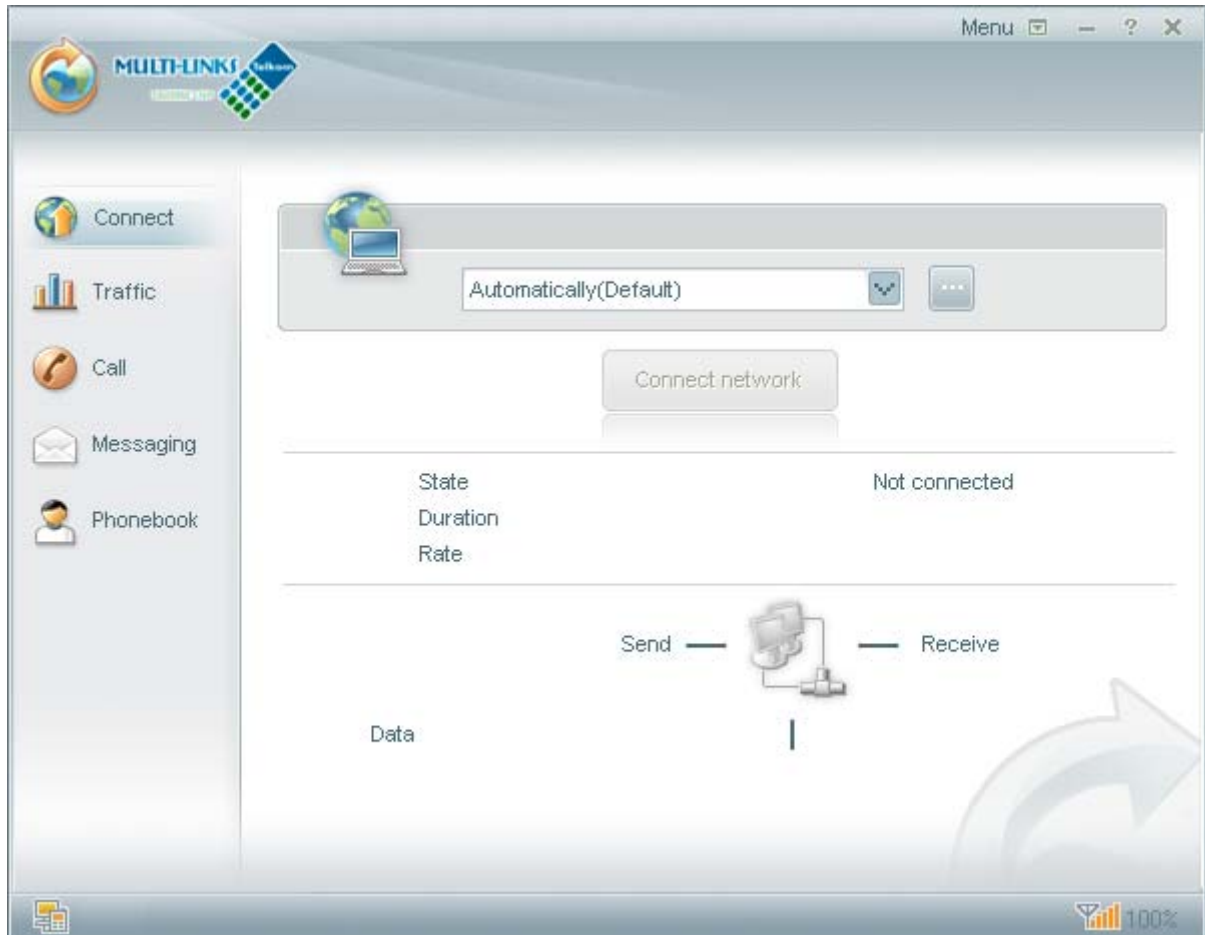 Menu ?
MULTI-LINKS Telkom
Connect
Traffic
Call
Messaging
Phonebook
Automatically(Default)
...
Connect network
State Not connected
Duration
Rate
Send Receive
Data
100%